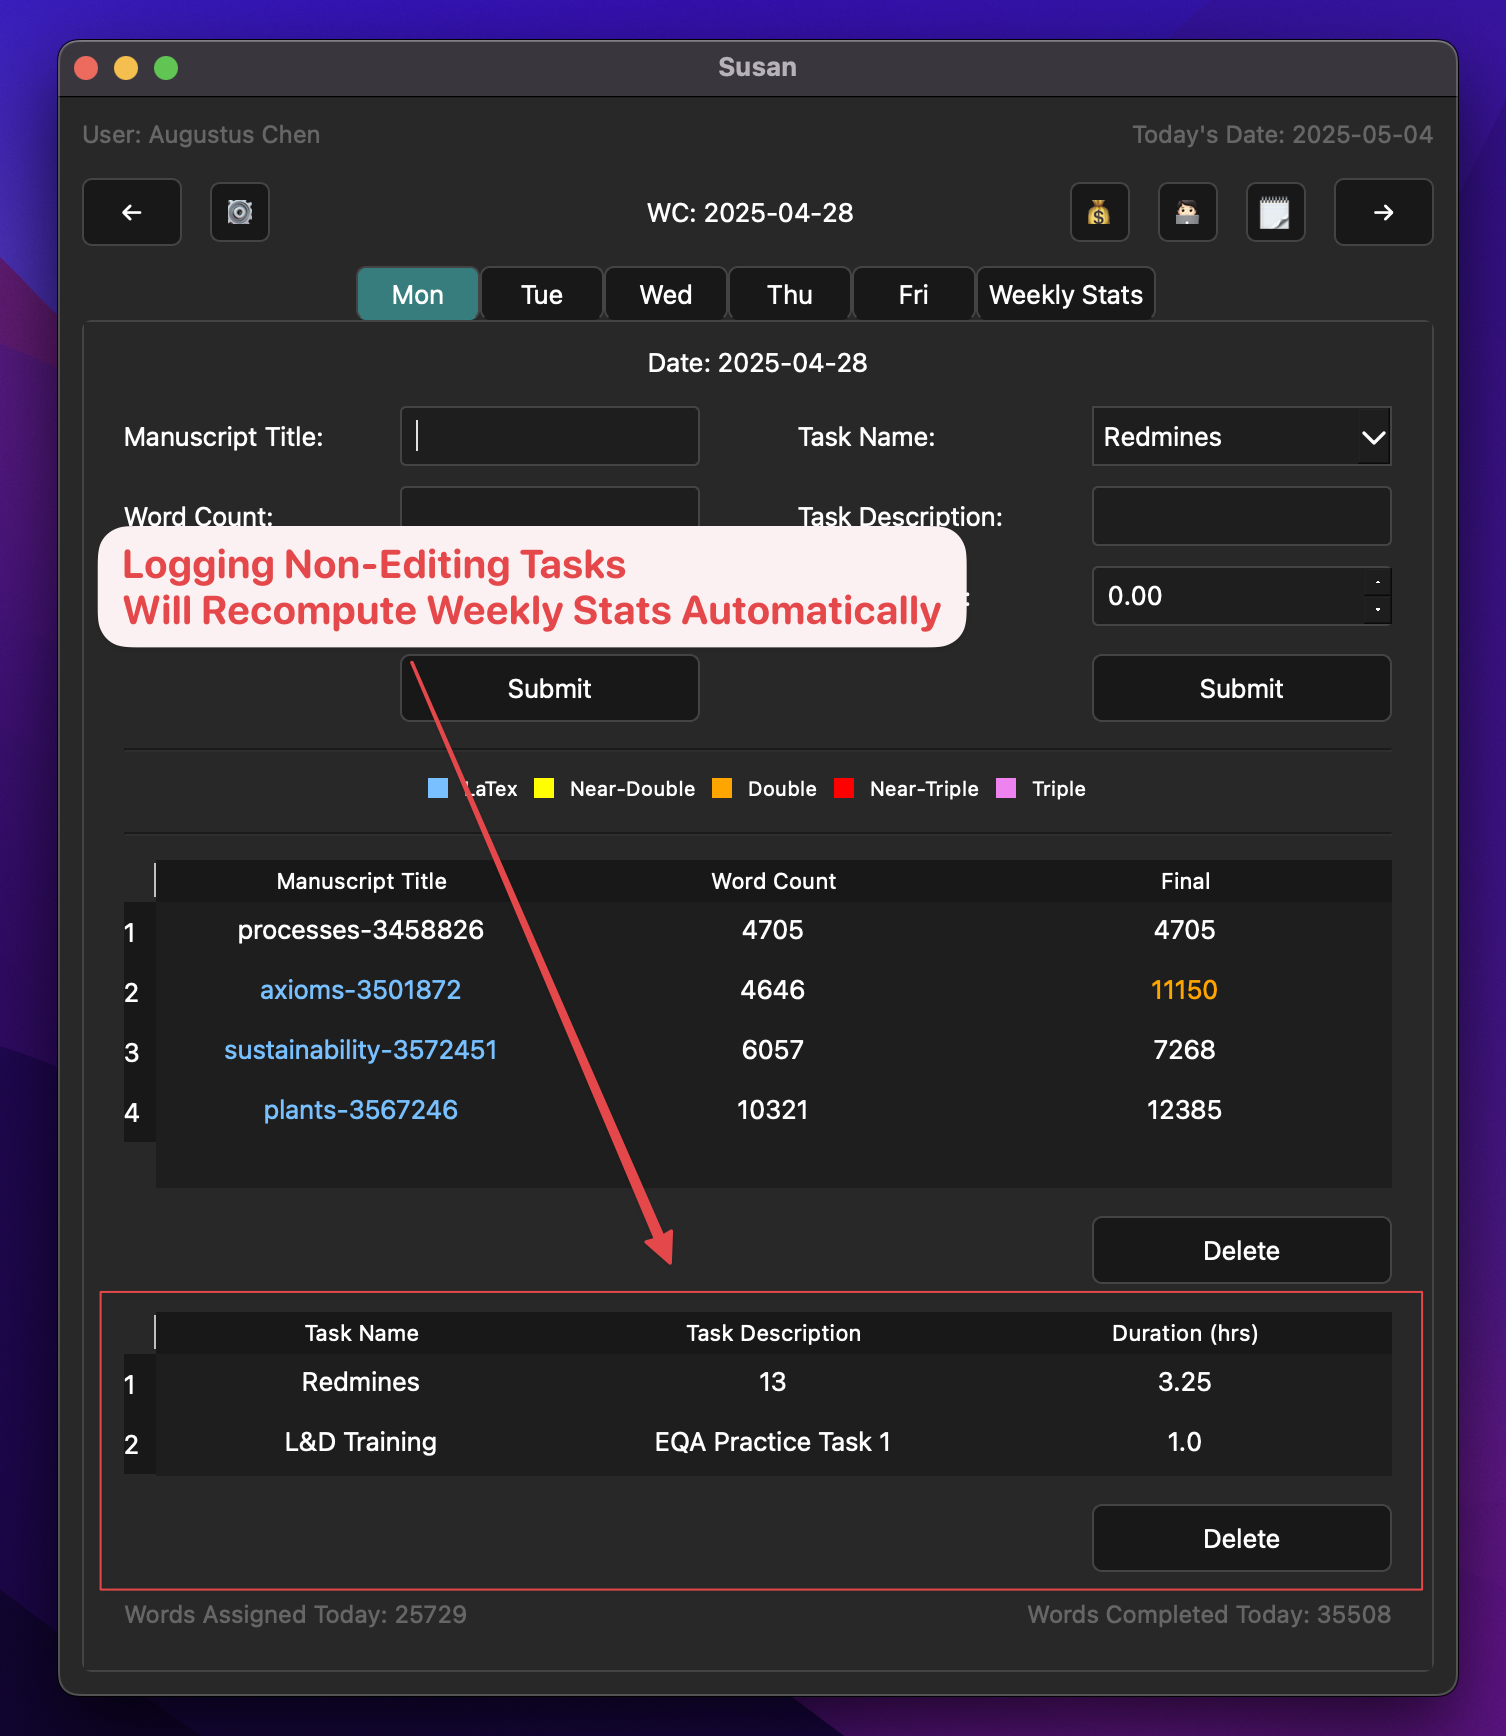 Susan
User: Augustus Chen
Today's Date: 2025-05-04
WC: 2025-04-28
Mon Tue Wed Thu Fri Weekly Stats
Date: 2025-04-28
Manuscript Title:
Task Name: Redmines
Word Count:
Task Description:
Logging Non-Editing Tasks
Will Recompute Weekly Stats Automatically
0.00
Submit
Submit
LaTex Near-Double Double Near-Triple Triple
Manuscript Title Word Count Final
1 processes-3458826 4705 4705
2 axioms-3501872 4646 11150
3 sustainability-3572451 6057 7268
4 plants-3567246 10321 12385
Delete
Task Name Task Description Duration (hrs)
1 Redmines 13 3.25
2 L&D Training EQA Practice Task 1 1.0
Delete
Words Assigned Today: 25729
Words Completed Today: 35508